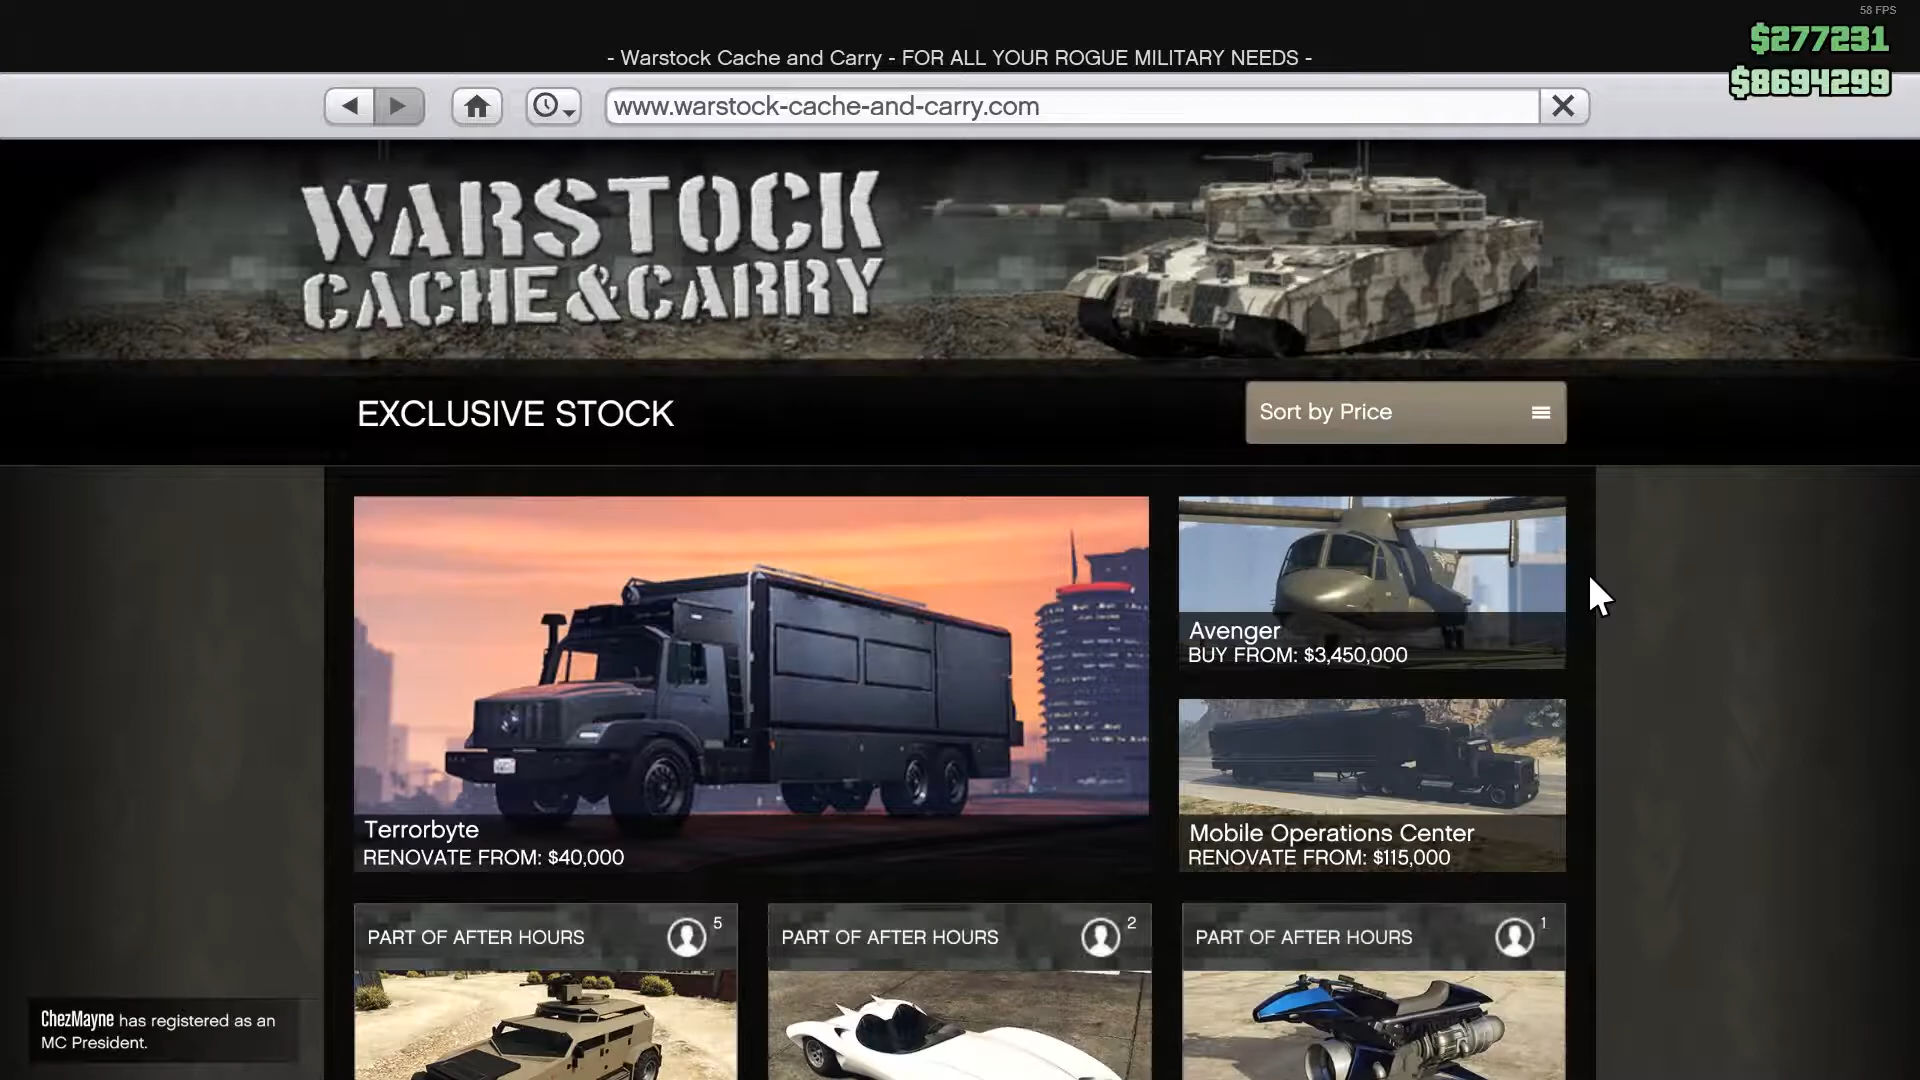 58 FPS
$277231
$8694299
- Warstock Cache and Carry - FOR ALL YOUR ROGUE MILITARY NEEDS -
www.warstock-cache-and-carry.com
WARSTOCK
CACHE & CARRY
EXCLUSIVE STOCK
Sort by Price
Terrorbyte
RENOVATE FROM: $40,000
Avenger
BUY FROM: $3,450,000
Mobile Operations Center
RENOVATE FROM: $115,000
PART OF AFTER HOURS 5
PART OF AFTER HOURS 2
PART OF AFTER HOURS 1
ChezMayne has registered as an
MC President.